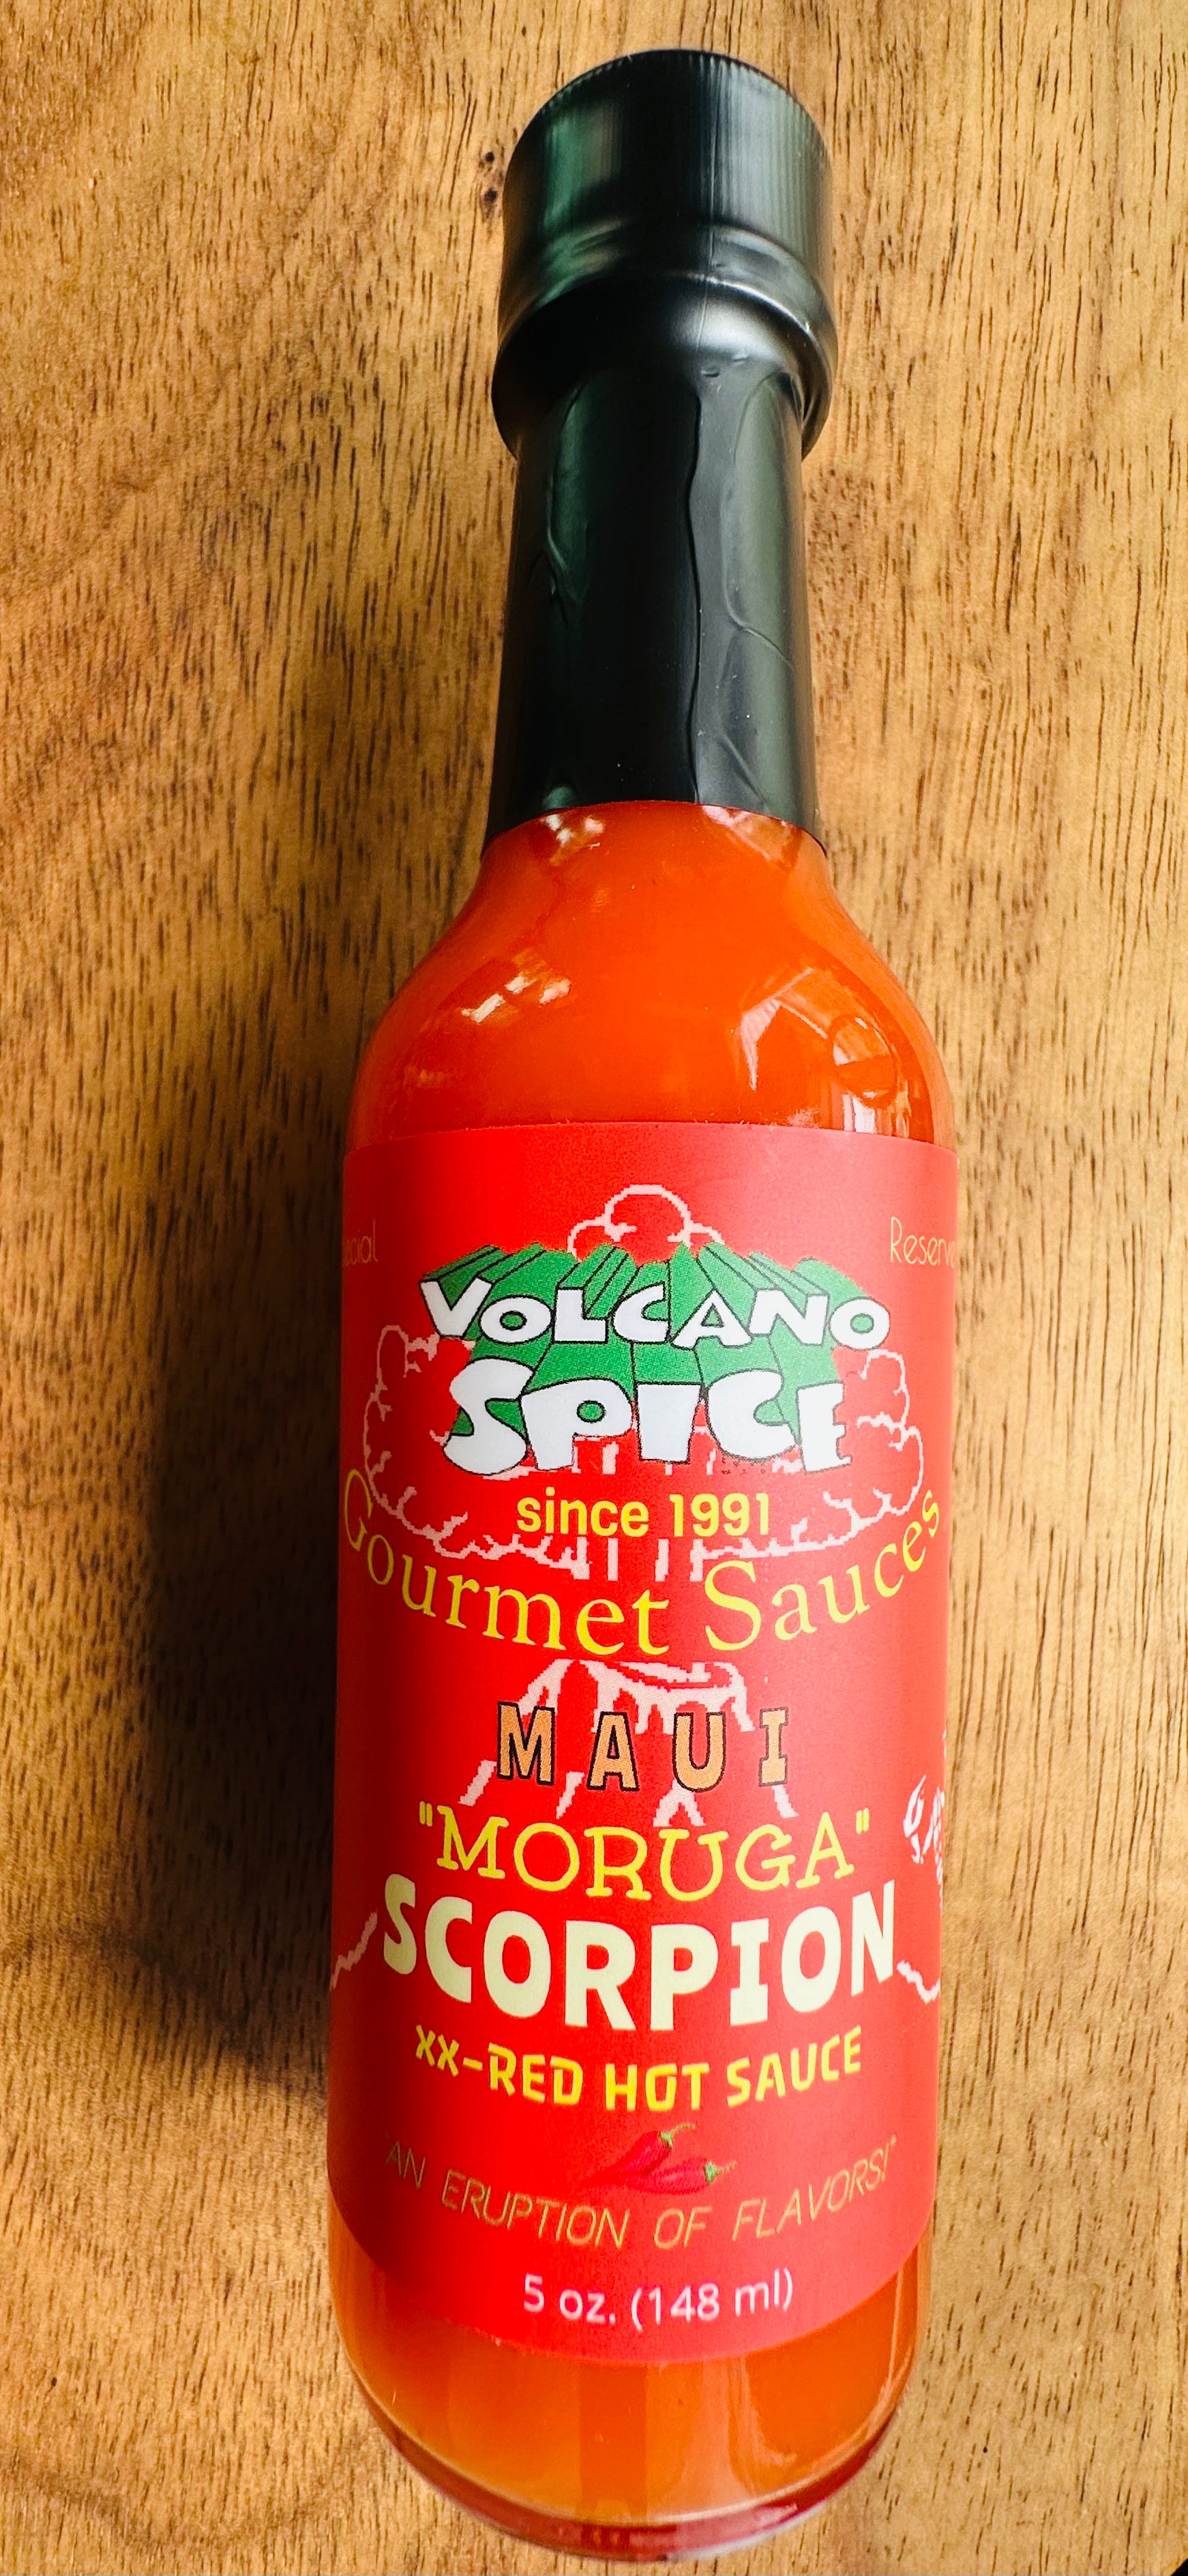 Reserve
VOLCANO
SPICE
since 1991
Gourmet Sauces
MAUI
"MORUGA"
SCORPION
xx-RED HOT SAUCE
"AN ERUPTION OF FLAVORS!"
5 oz. (148 ml)